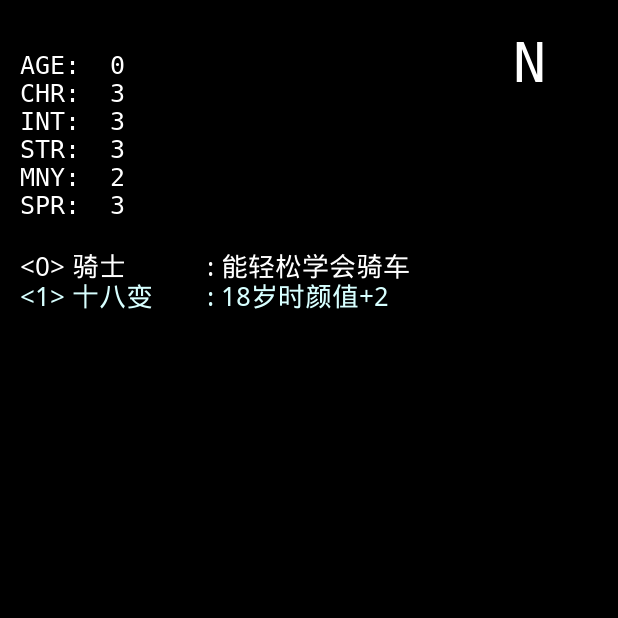 N
AGE: 0
CHR: 3
INT: 3
STR: 3
MNY: 2
SPR: 3
<0> 骑士 : 能轻松学会骑车
<1> 十八变 : 18岁时颜值+2